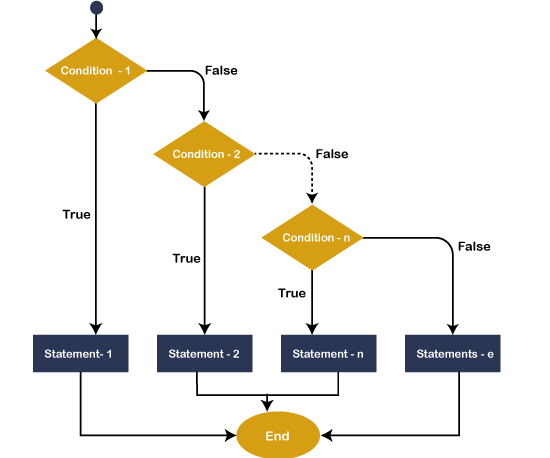 Condition - 1
False
Condition - 2
False
True
Condition - n
False
True
True
Statement- 1
Statement - 2
Statement - n
Statements - e
End